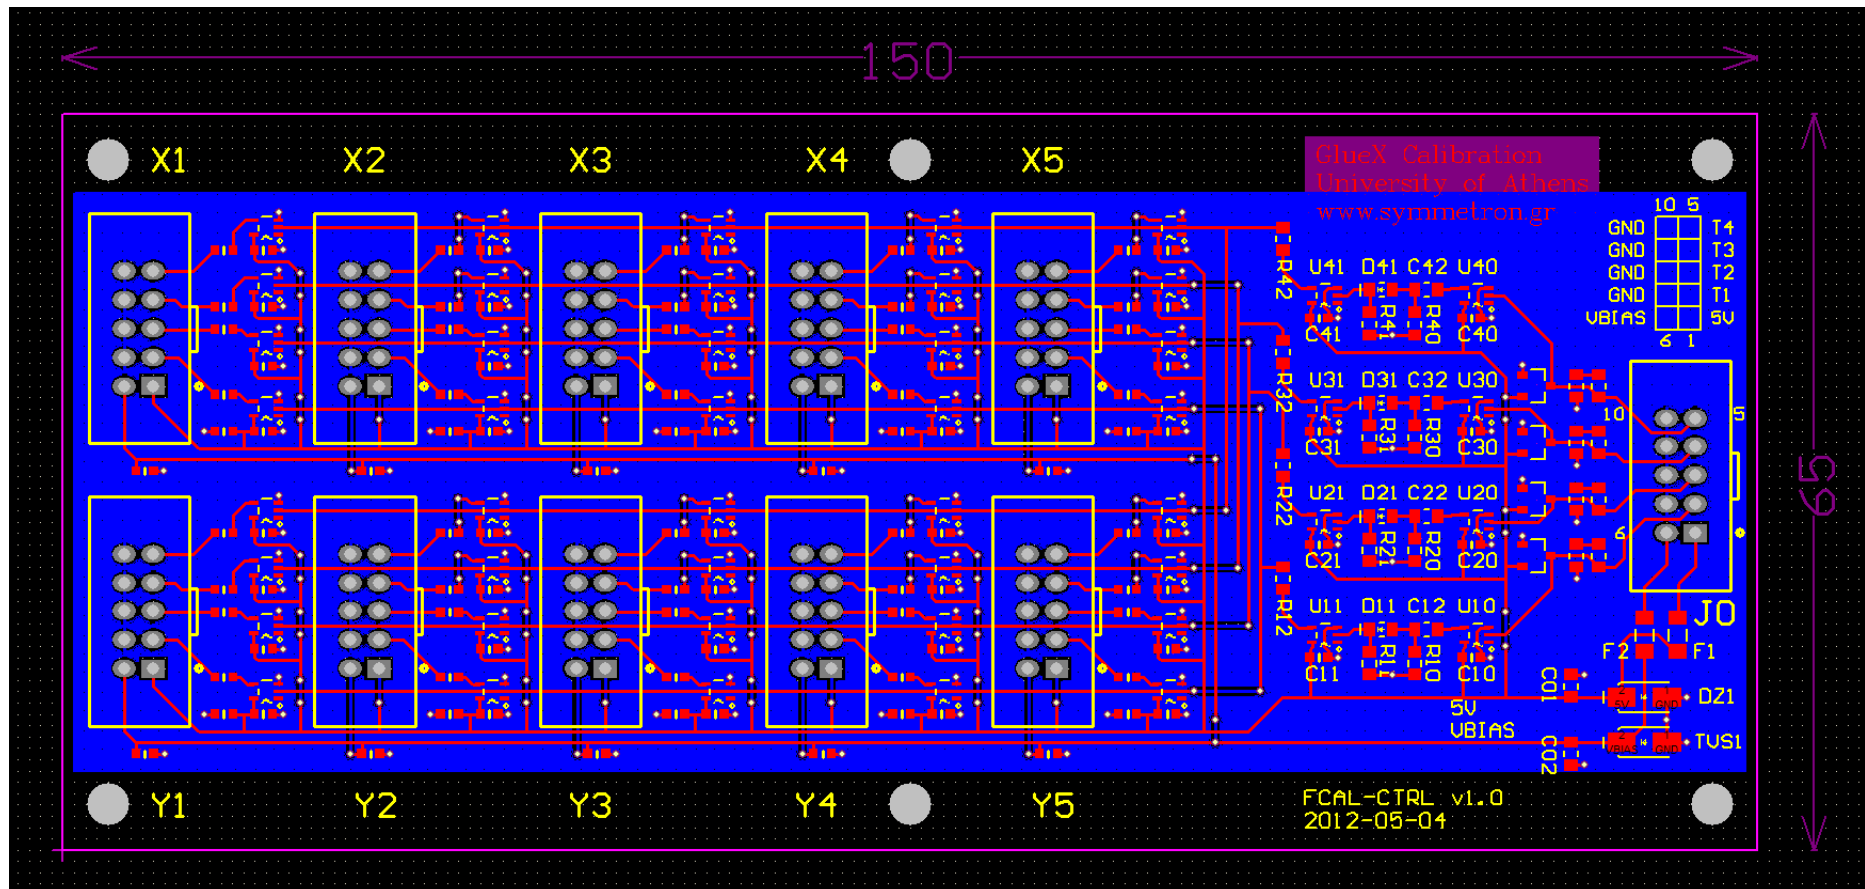 150
X1 X2 X3 X4 X5
GlueX Calibration
University of Athens
www.symmetron.gr
10 5
GND T4
GND T3
GND T2
GND T1
VBIAS 5V
6 1
65
R42
U41 D41 C42 U40
C41 R41 R40 C40
R32
U31 D31 C32 U30
C31 R31 R30 C30
R22
U21 D21 C22 U20
C21 R21 R20 C20
R12
U11 D11 C12 U10
C11 R11 R10 C10
10 5
6
J0
F2 F1
C01
5V GND DZ1
5V
VBIAS
C02
VBIAS GND TVS1
Y1 Y2 Y3 Y4 Y5
FCAL-CTRL v1.0
2012-05-04